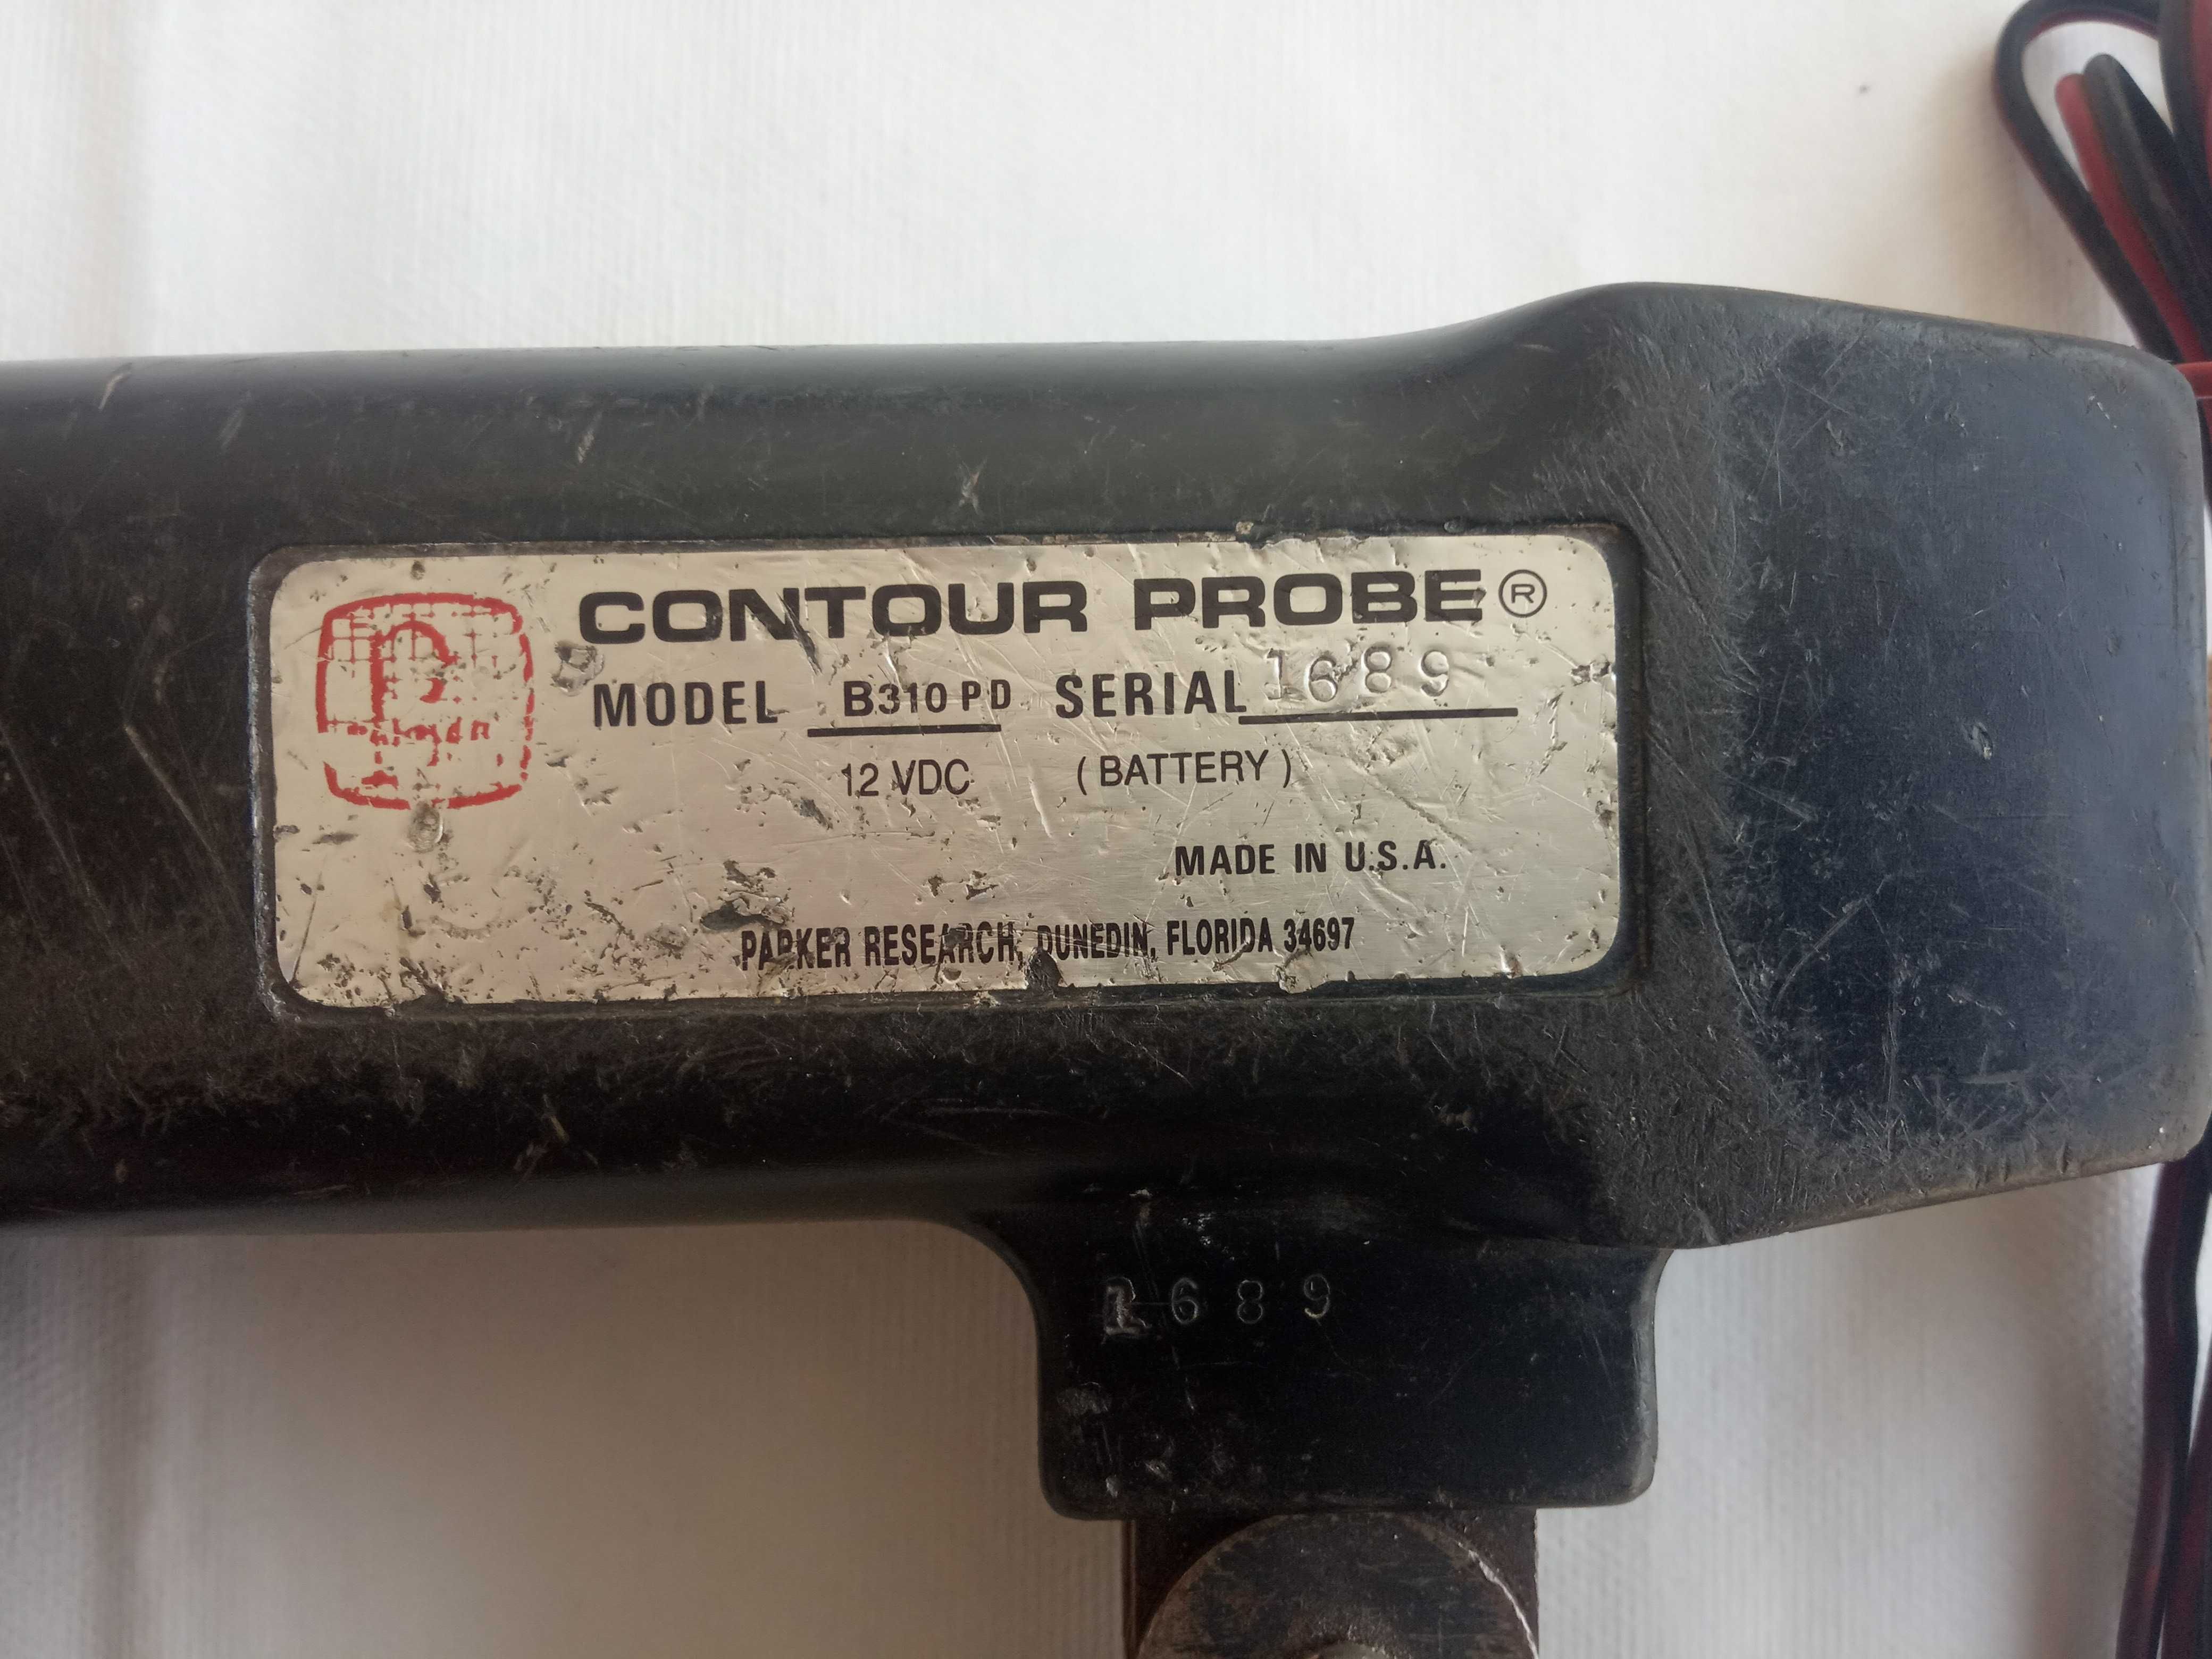 CONTOUR PROBE®
MODEL B310 PD SERIAL 1689
12 VDC (BATTERY)
MADE IN U.S.A.
PARKER RESEARCH, DUNEDIN, FLORIDA 34697
1689